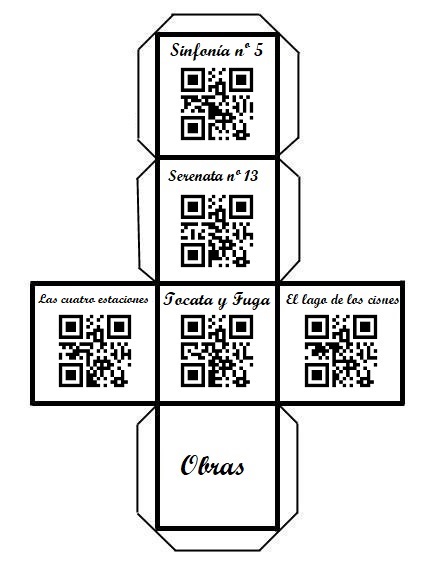 Sinfonía nº 5
Serenata nº 13
Las cuatro estaciones
Tocata y Fuga
El lago de los cisnes
Obras